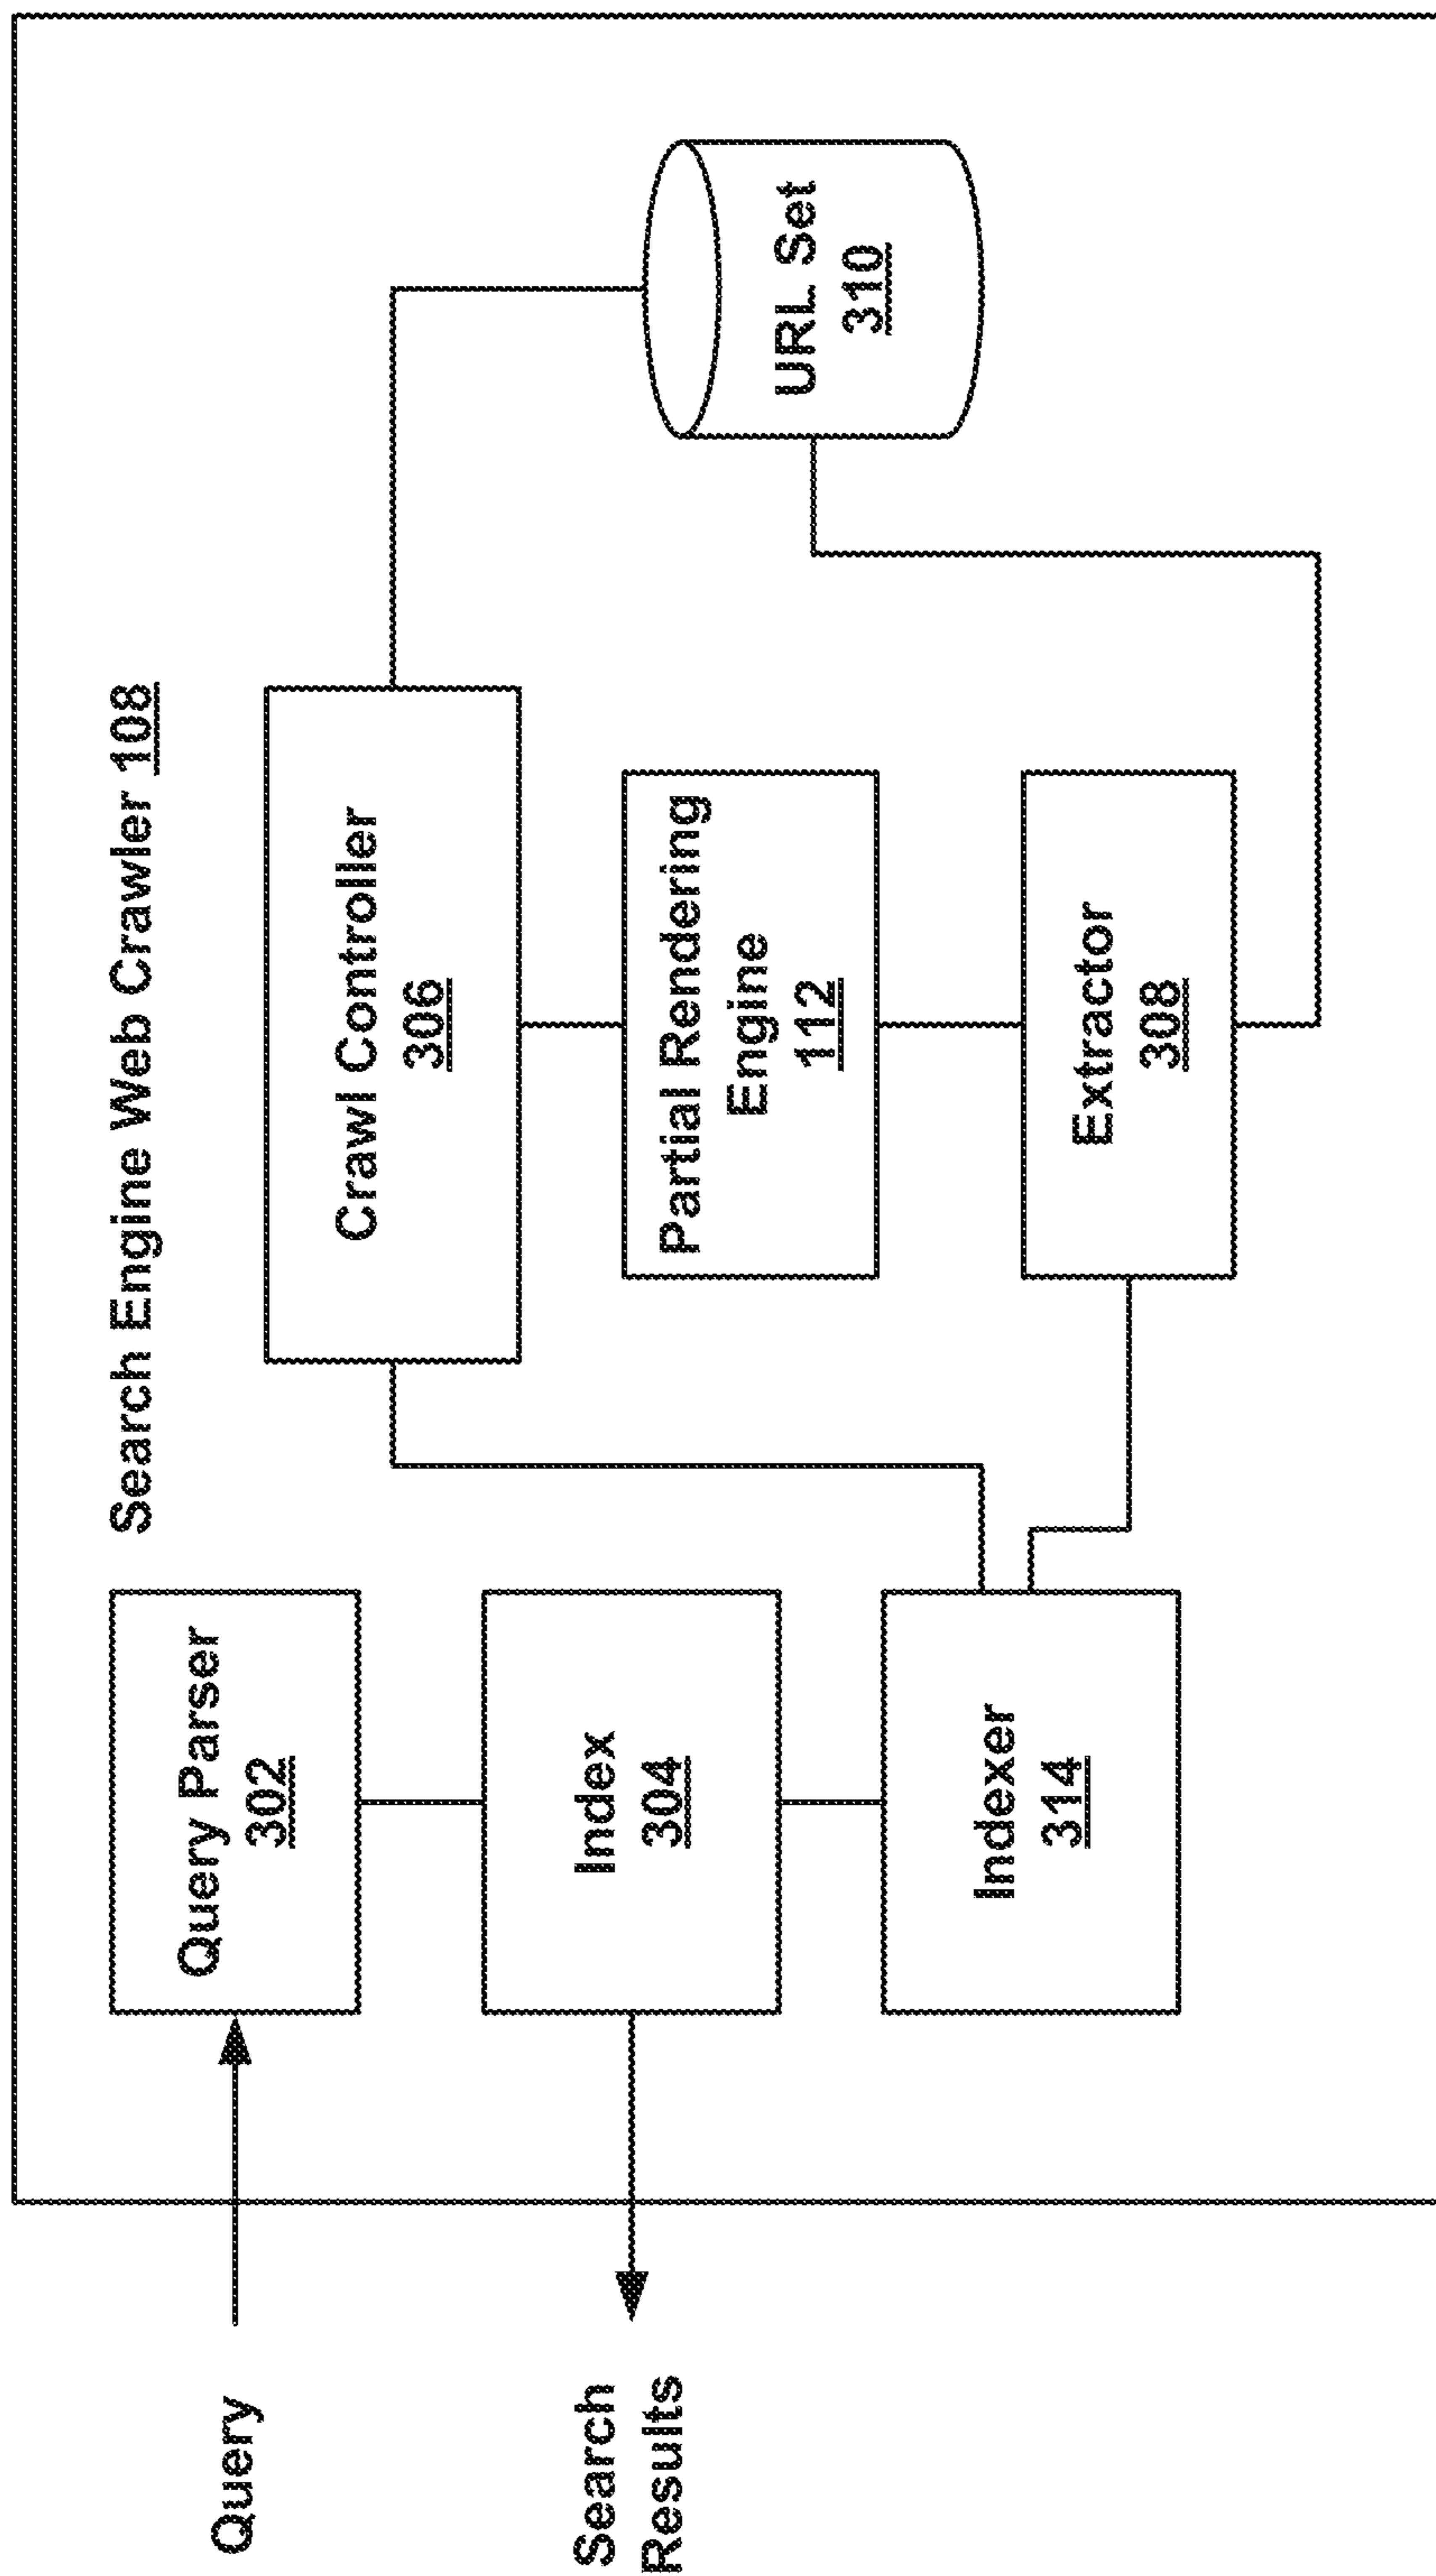 Search Engine Web Crawler 108
Query
Query Parser
302
Search
Results
Index
304
Indexer
314
Crawl Controller
306
Partial Rendering
Engine
112
Extractor
308
URL Set
310